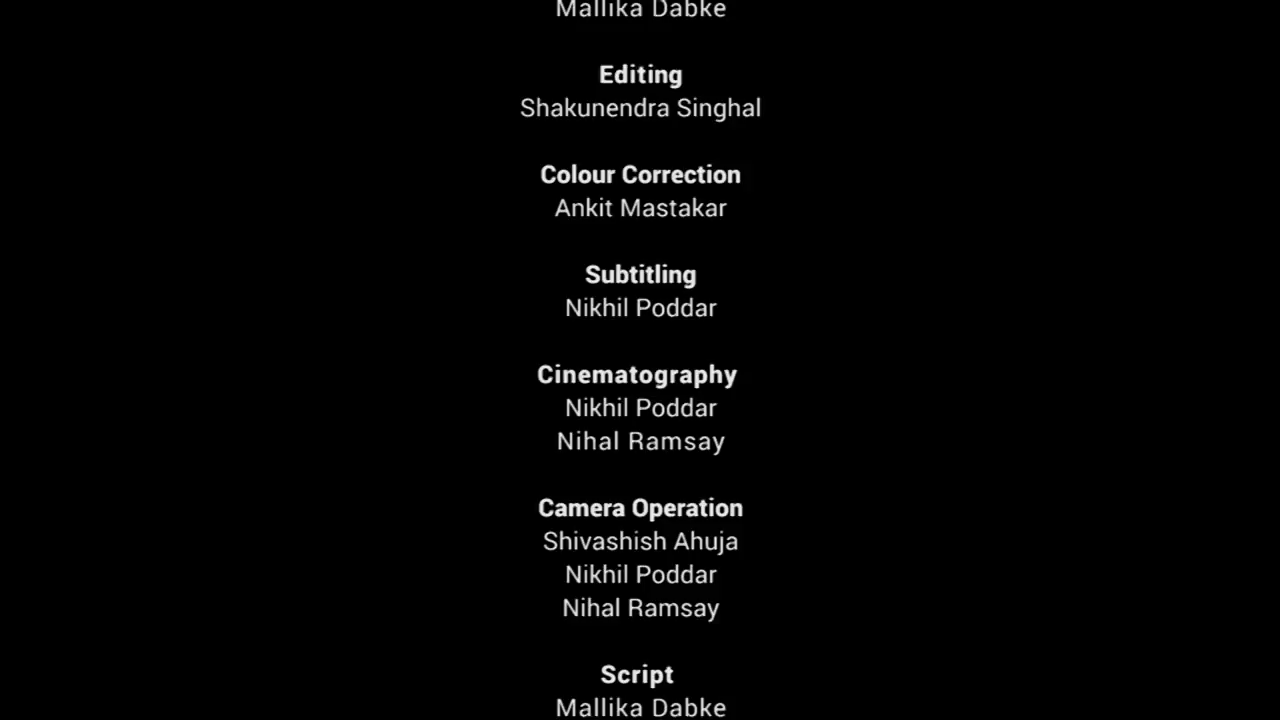 Mallika Dabke
Editing
Shakunendra Singhal
Colour Correction
Ankit Mastakar
Subtitling
Nikhil Poddar
Cinematography
Nikhil Poddar
Nihal Ramsay
Camera Operation
Shivashish Ahuja
Nikhil Poddar
Nihal Ramsay
Script
Mallika Dabke